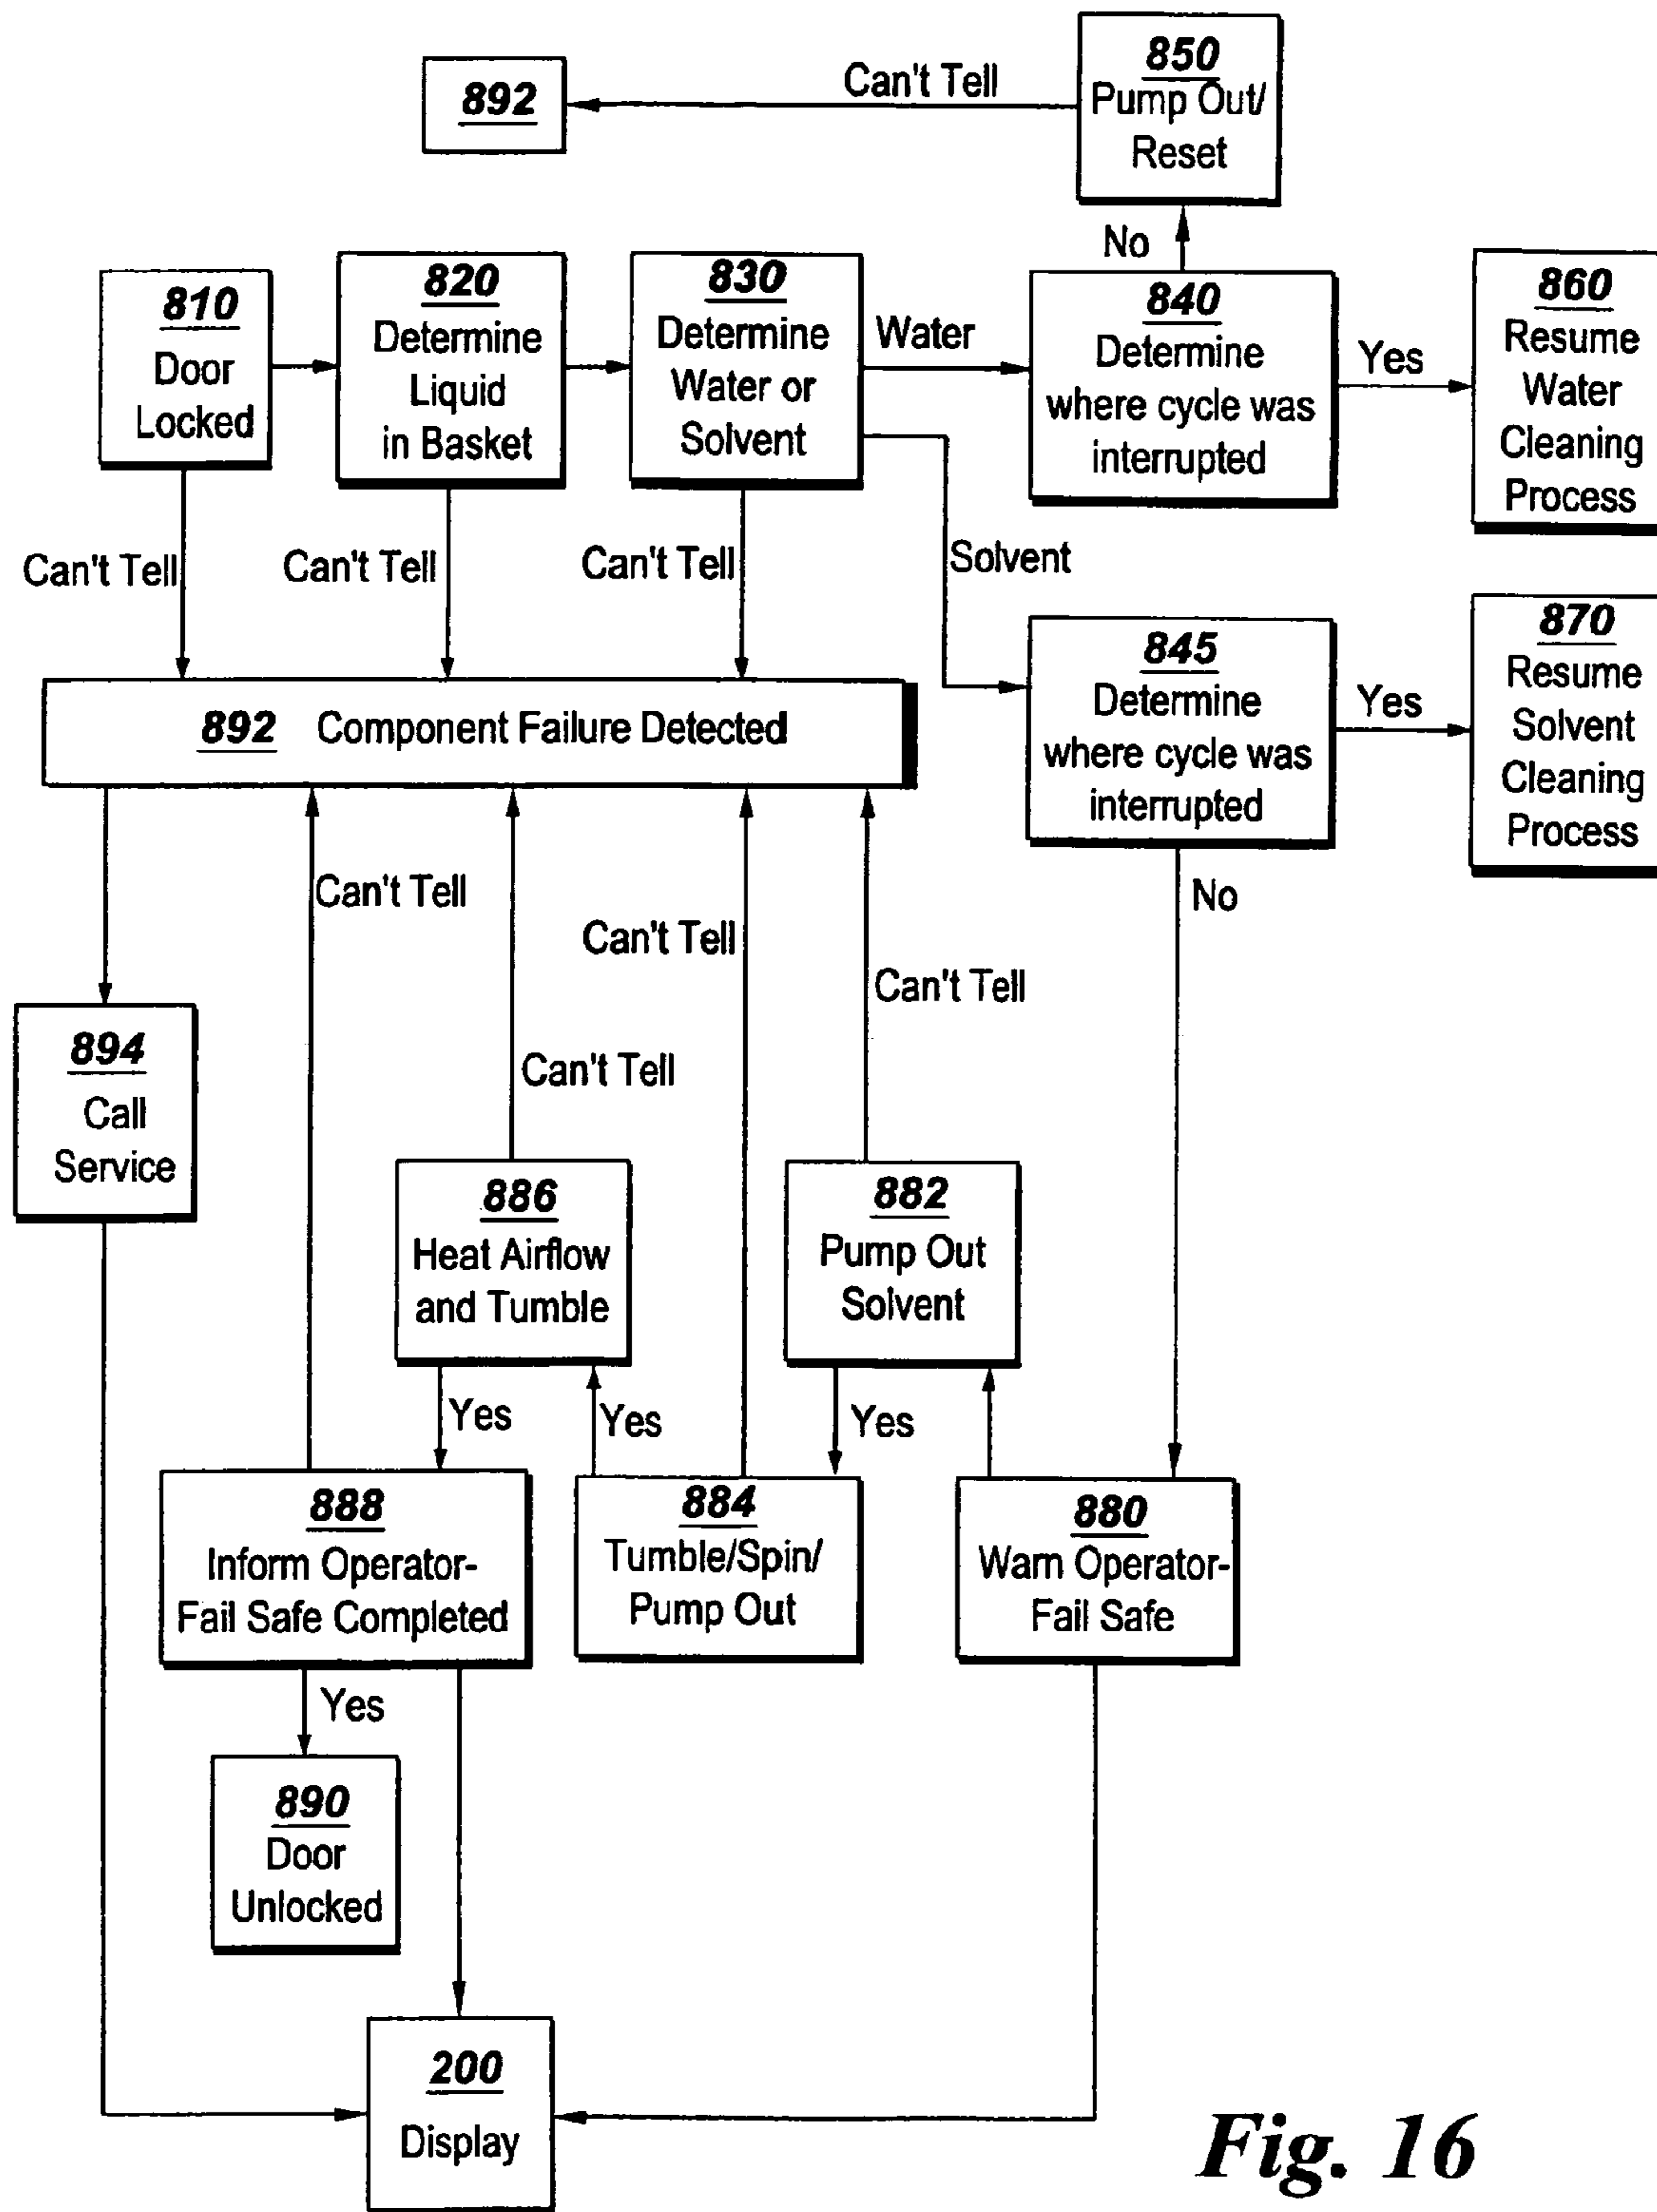 850
Pump Out/
Reset
Can't Tell
892
No
810
Door
Locked
820
Determine
Liquid
in Basket
830
Determine
Water or
Solvent
Water
840
Determine
where cycle was
interrupted
Yes
860
Resume
Water
Cleaning
Process
Can't Tell
Can't Tell
Can't Tell
Solvent
845
Determine
where cycle was
interrupted
Yes
870
Resume
Solvent
Cleaning
Process
892 Component Failure Detected
Can't Tell
Can't Tell
Can't Tell
Can't Tell
No
894
Call
Service
886
Heat Airflow
and Tumble
882
Pump Out
Solvent
Yes
Yes
Yes
888
Inform Operator-
Fail Safe Completed
884
Tumble/Spin/
Pump Out
880
Warn Operator-
Fail Safe
Yes
890
Door
Unlocked
200
Display
Fig. 16